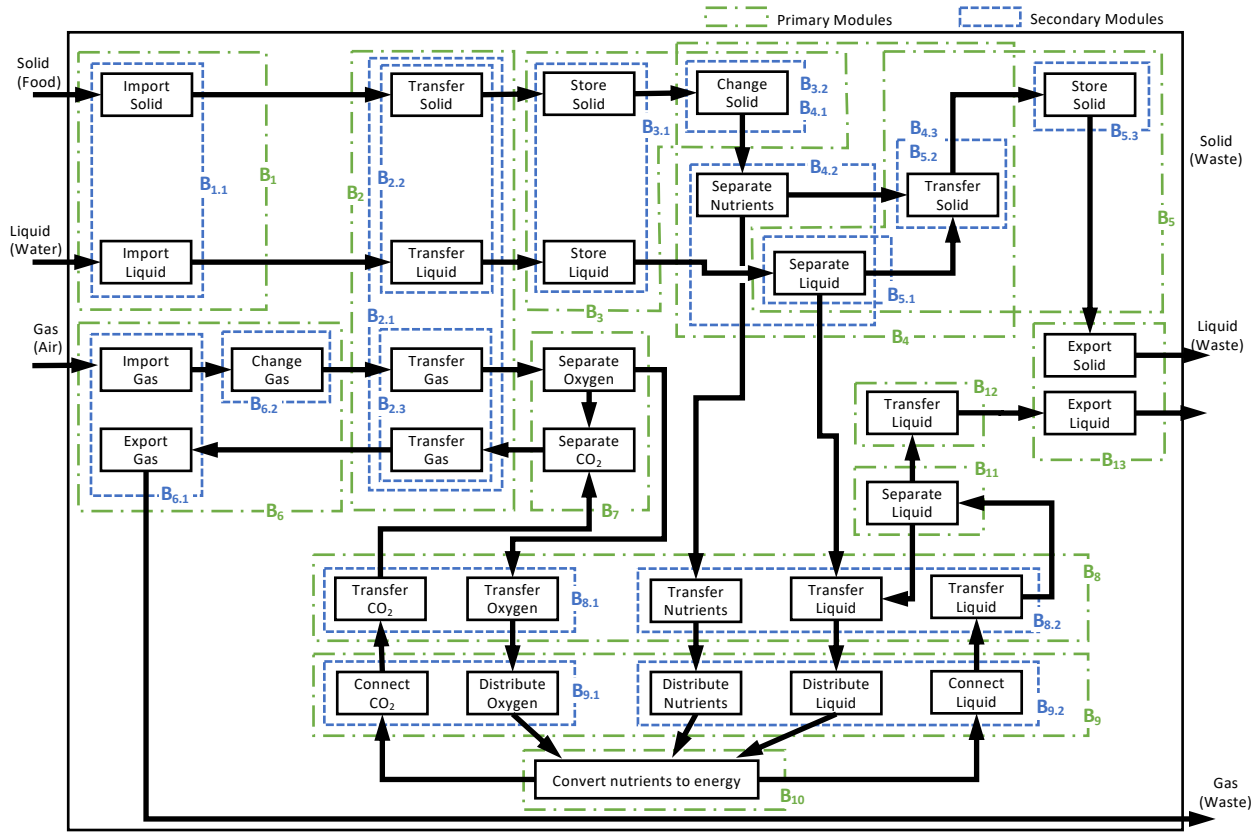 Primary Modules
Secondary Modules
Solid
(Food)
Import
Solid
Transfer
Solid
Store
Solid
Change
Solid
B3.2
B4.1
Store
Solid
B5.3
Solid
(Waste)
B3.1
B4.3
B5.2
B4.2
B1
B1.1
B2
B2.2
Separate
Nutrients
Transfer
Solid
B5
Liquid
(Water)
Import
Liquid
Transfer
Liquid
Store
Liquid
Separate
Liquid
B5.1
B3
B4
B2.1
Gas
(Air)
Import
Gas
Change
Gas
B6.2
Transfer
Gas
B2.3
Separate
Oxygen
Export
Solid
Liquid
(Waste)
B12
Transfer
Liquid
Export
Liquid
B13
Export
Gas
B6.1
B6
Transfer
Gas
Separate
CO2
B7
B11
Separate
Liquid
B8
Transfer
CO2
Transfer
Oxygen
B8.1
Transfer
Nutrients
Transfer
Liquid
Transfer
Liquid
B8.2
Connect
CO2
Distribute
Oxygen
B9.1
Distribute
Nutrients
Distribute
Liquid
Connect
Liquid
B9.2
B9
Convert nutrients to energy
B10
Gas
(Waste)